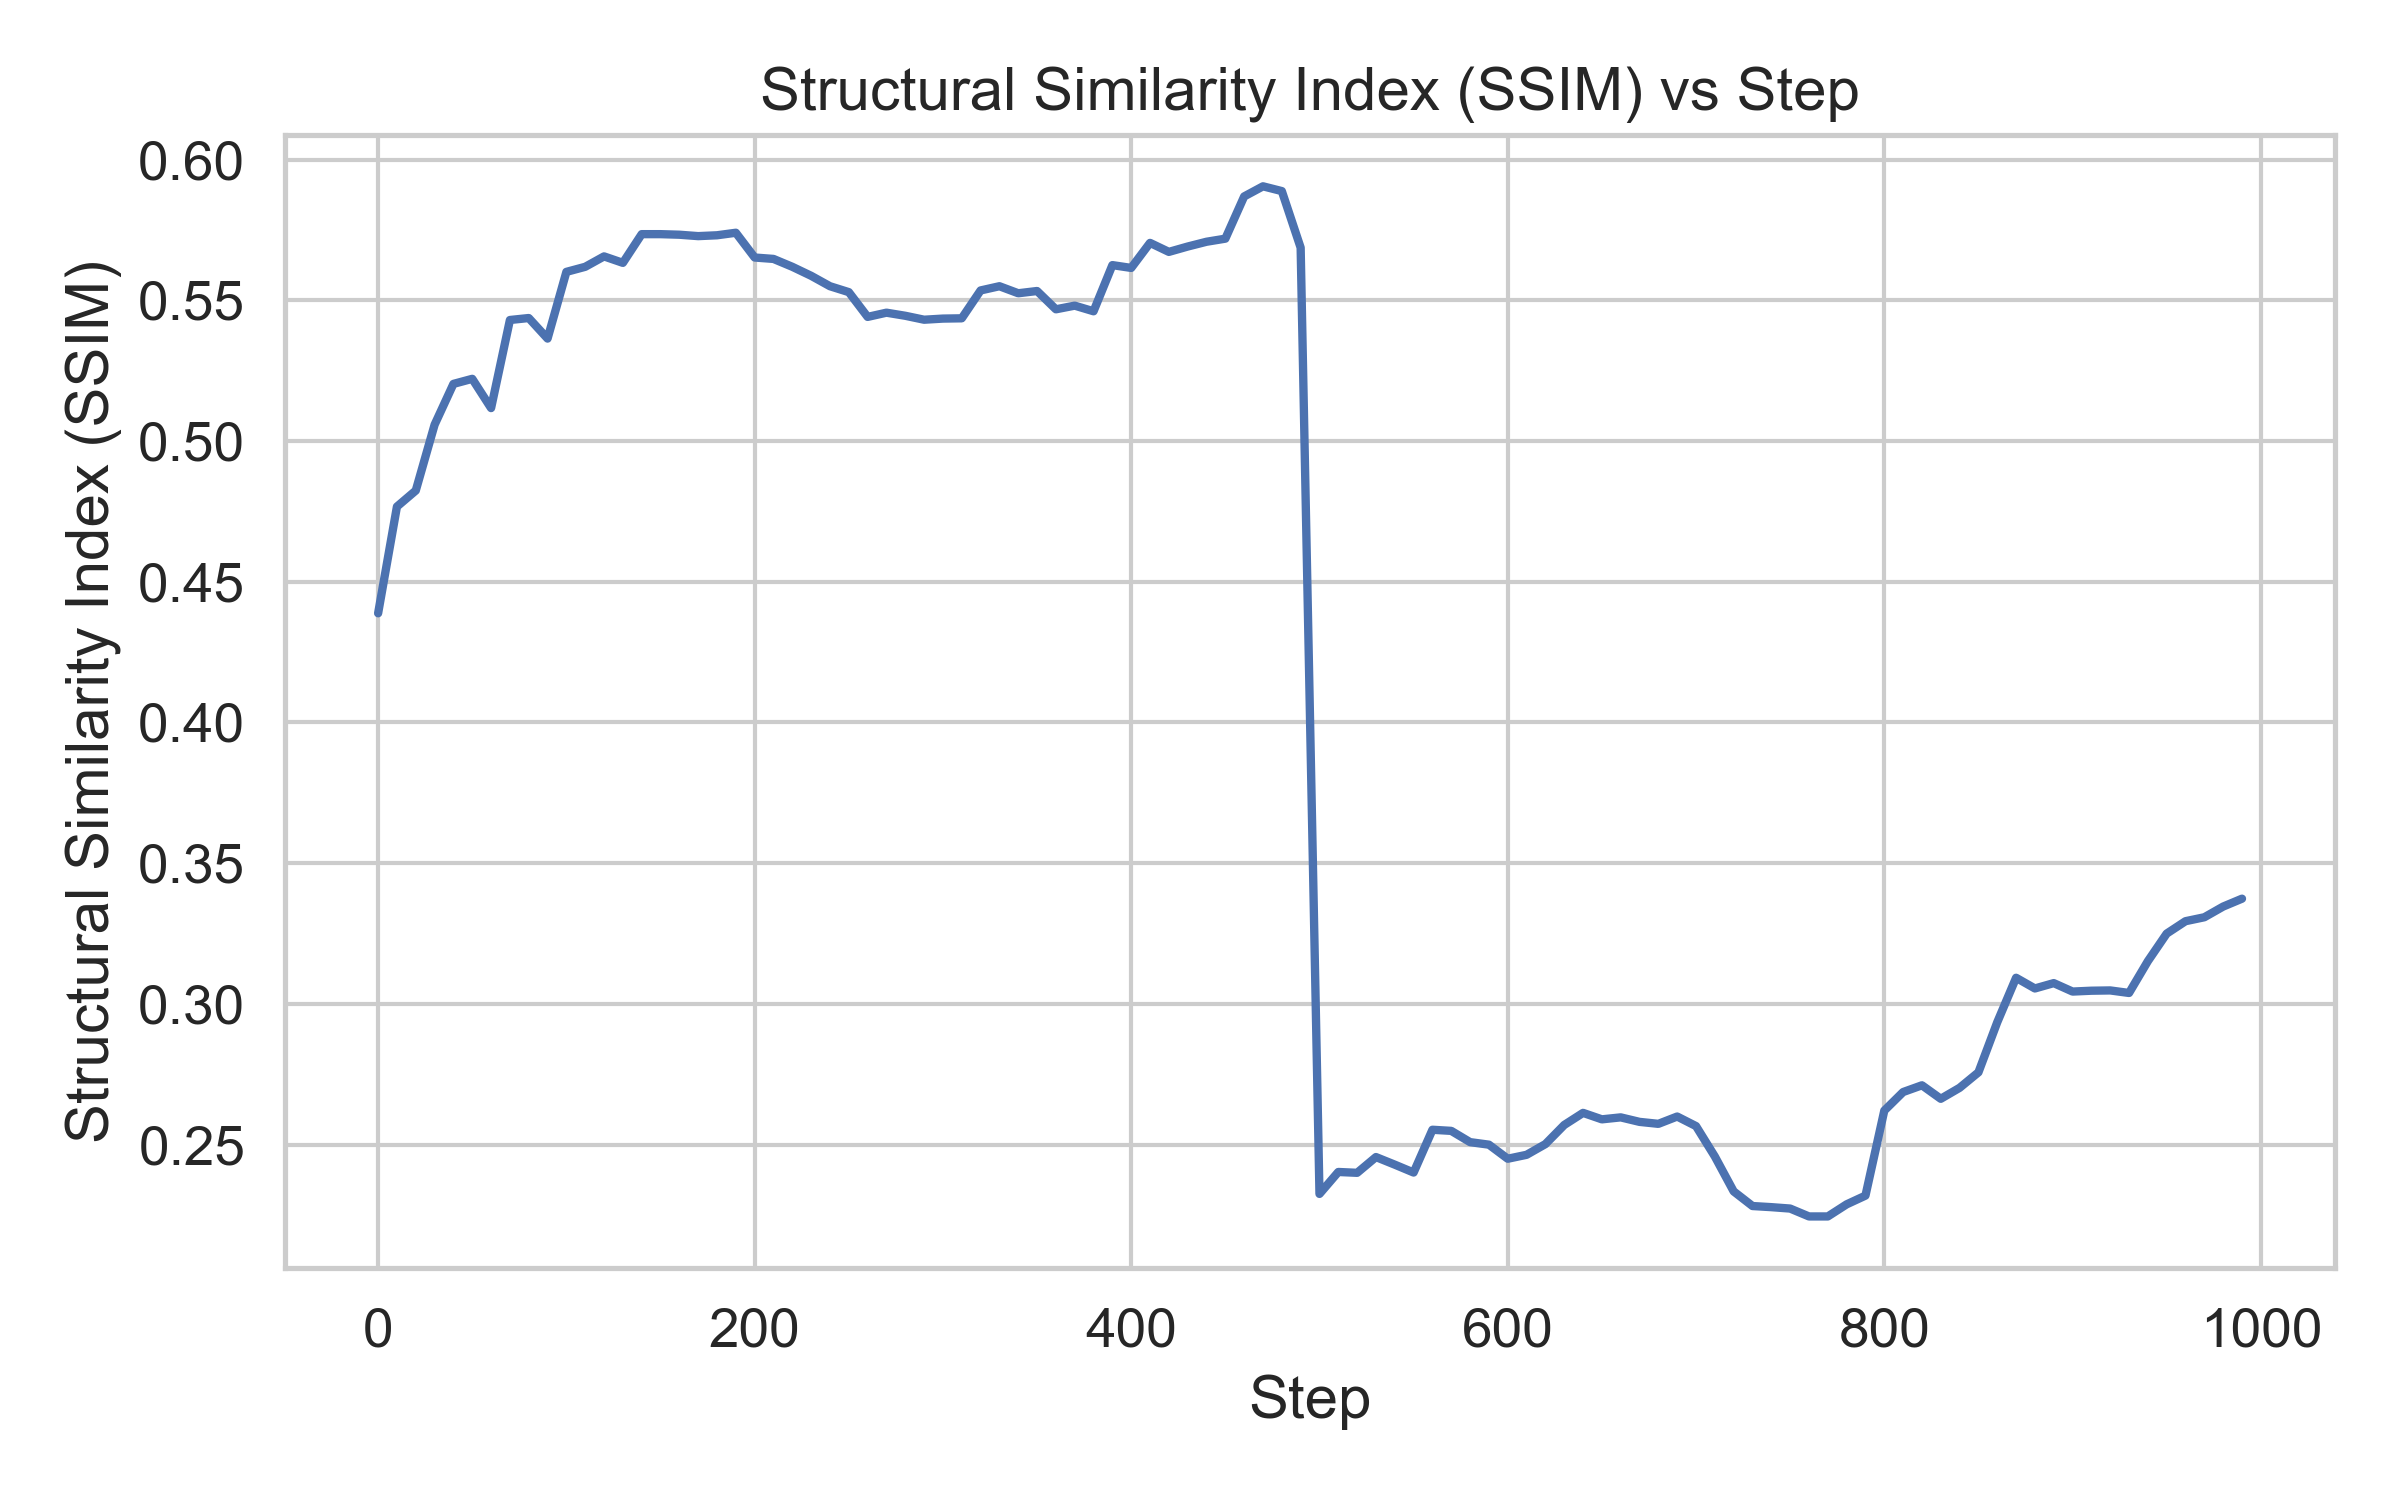 Structural Similarity Index (SSIM) vs Step
Structural Similarity Index (SSIM)
0.60
0.55
0.50
0.45
0.40
0.35
0.30
0.25
0 200 400 600 800 1000
Step